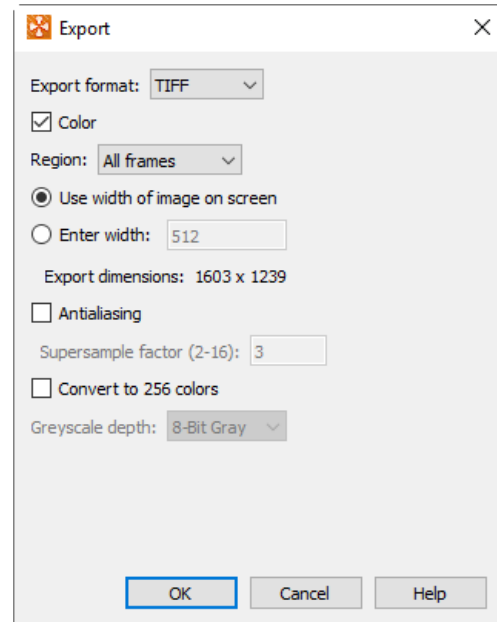 Export
Export format: TIFF
Color
Region: All frames
Use width of image on screen
Enter width: 512
Export dimensions: 1603 x 1239
Antialiasing
Supersample factor (2-16): 3
Convert to 256 colors
Greyscale depth: 8-Bit Gray
OK Cancel Help